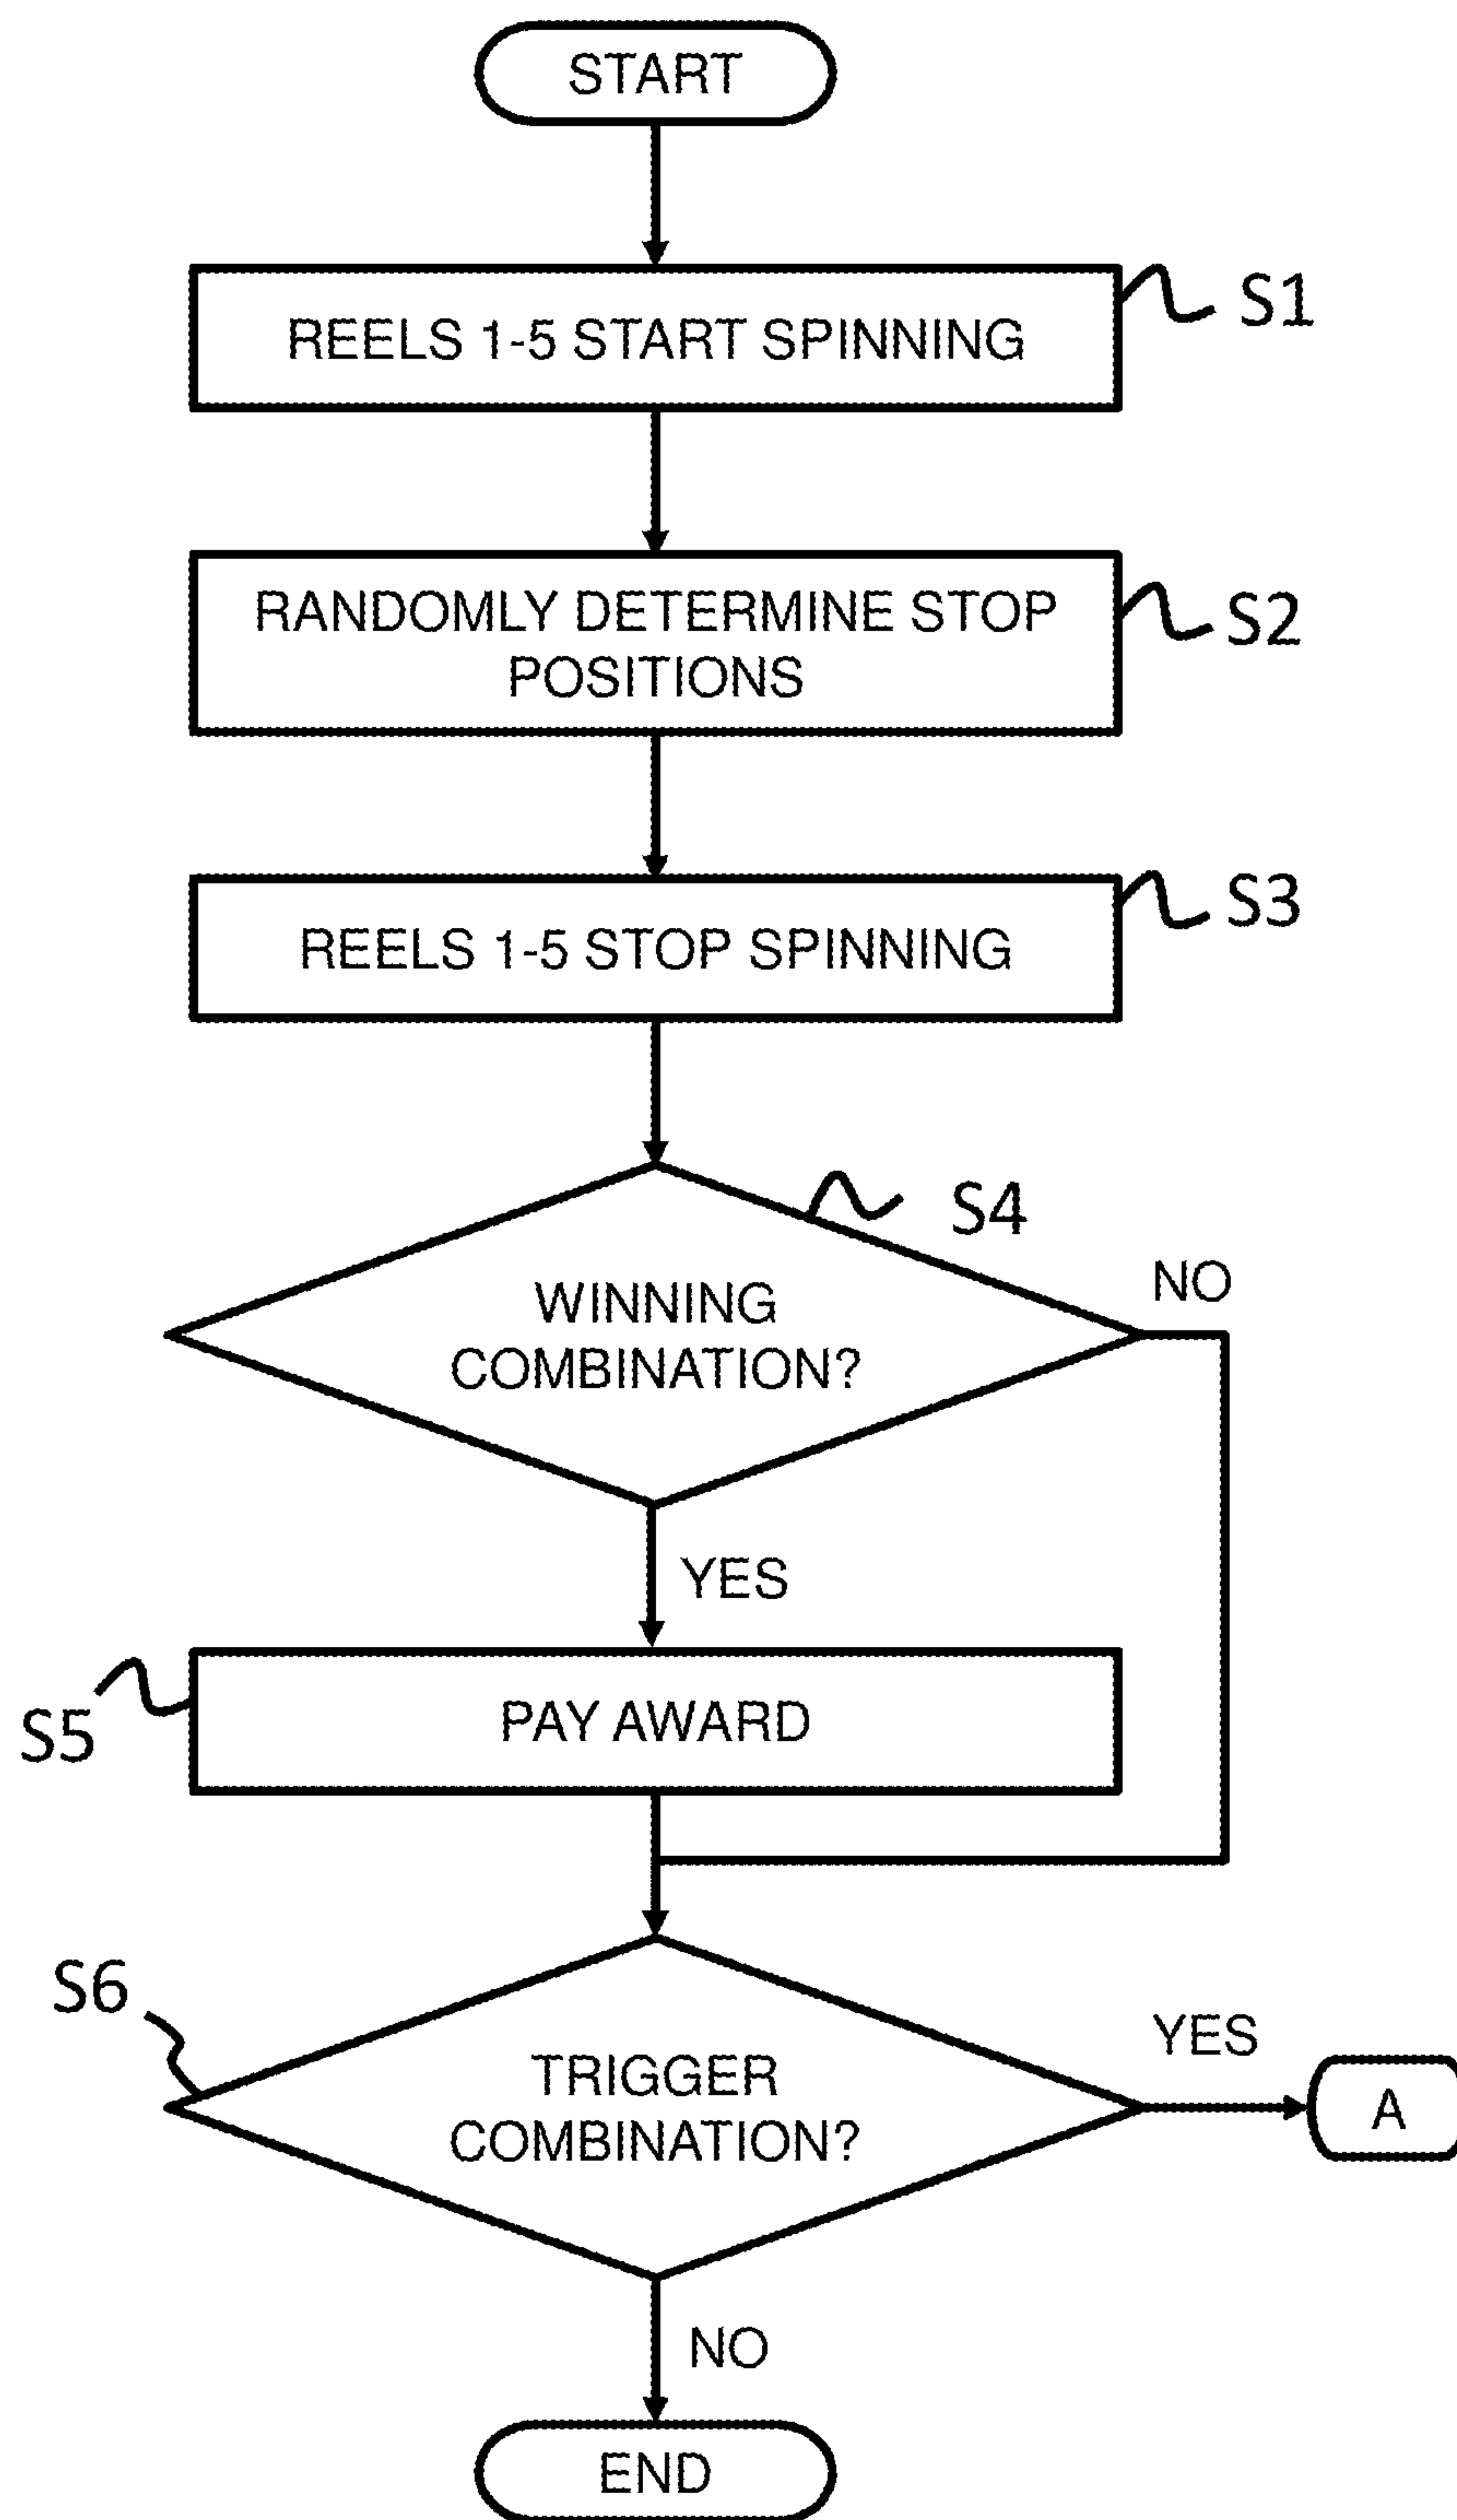 START
REELS 1-5 START SPINNING
S1
RANDOMLY DETERMINE STOP
POSITIONS
S2
REELS 1-5 STOP SPINNING
S3
S4
WINNING
COMBINATION?
NO
YES
S5
PAY AWARD
S6
TRIGGER
COMBINATION?
YES
A
NO
END